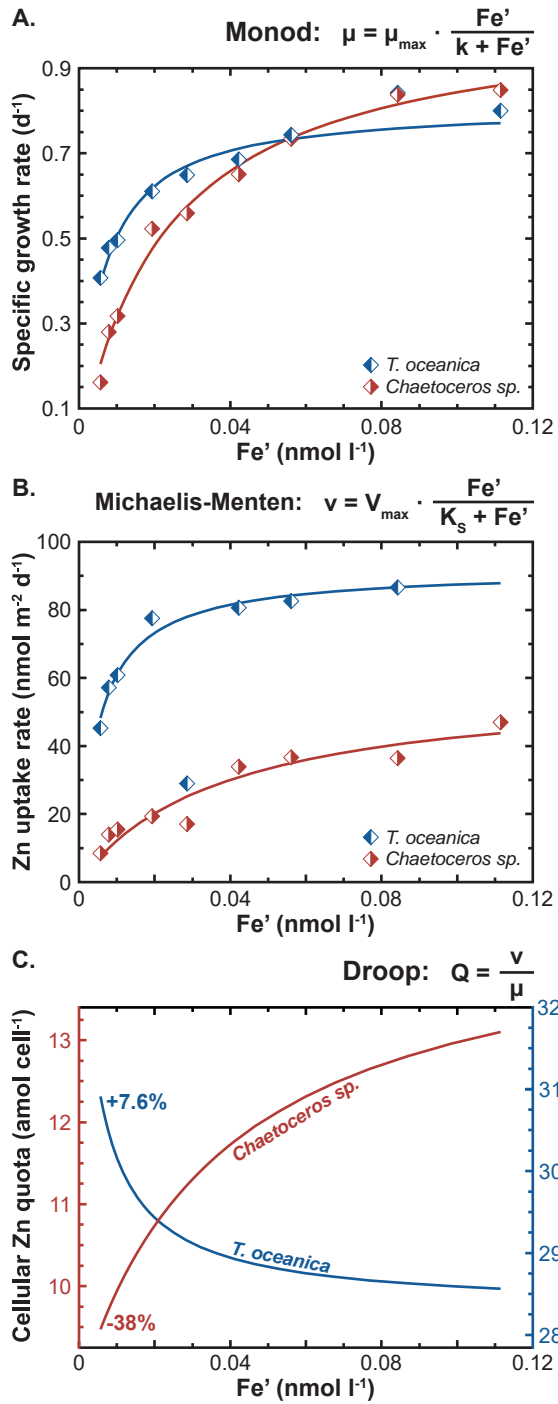 A.
Monod: μ = μmax · Fe' / k + Fe'
Specific growth rate (d-1)
0.9
0.7
0.5
0.3
0.1
T. oceanica
Chaetoceros sp.
0 0.04 0.08 0.12
Fe' (nmol l-1)
B.
Michaelis-Menten: v = Vmax · Fe' / KS + Fe'
Zn uptake rate (nmol m-2 d-1)
100
80
60
40
20
0
T. oceanica
Chaetoceros sp.
0 0.04 0.08 0.12
Fe' (nmol l-1)
C.
Droop: Q = v / μ
Cellular Zn quota (amol cell-1)
13
12
11
10
32
31
30
29
28
+7.6%
Chaetoceros sp.
T. oceanica
-38%
0 0.04 0.08 0.12
Fe' (nmol l-1)